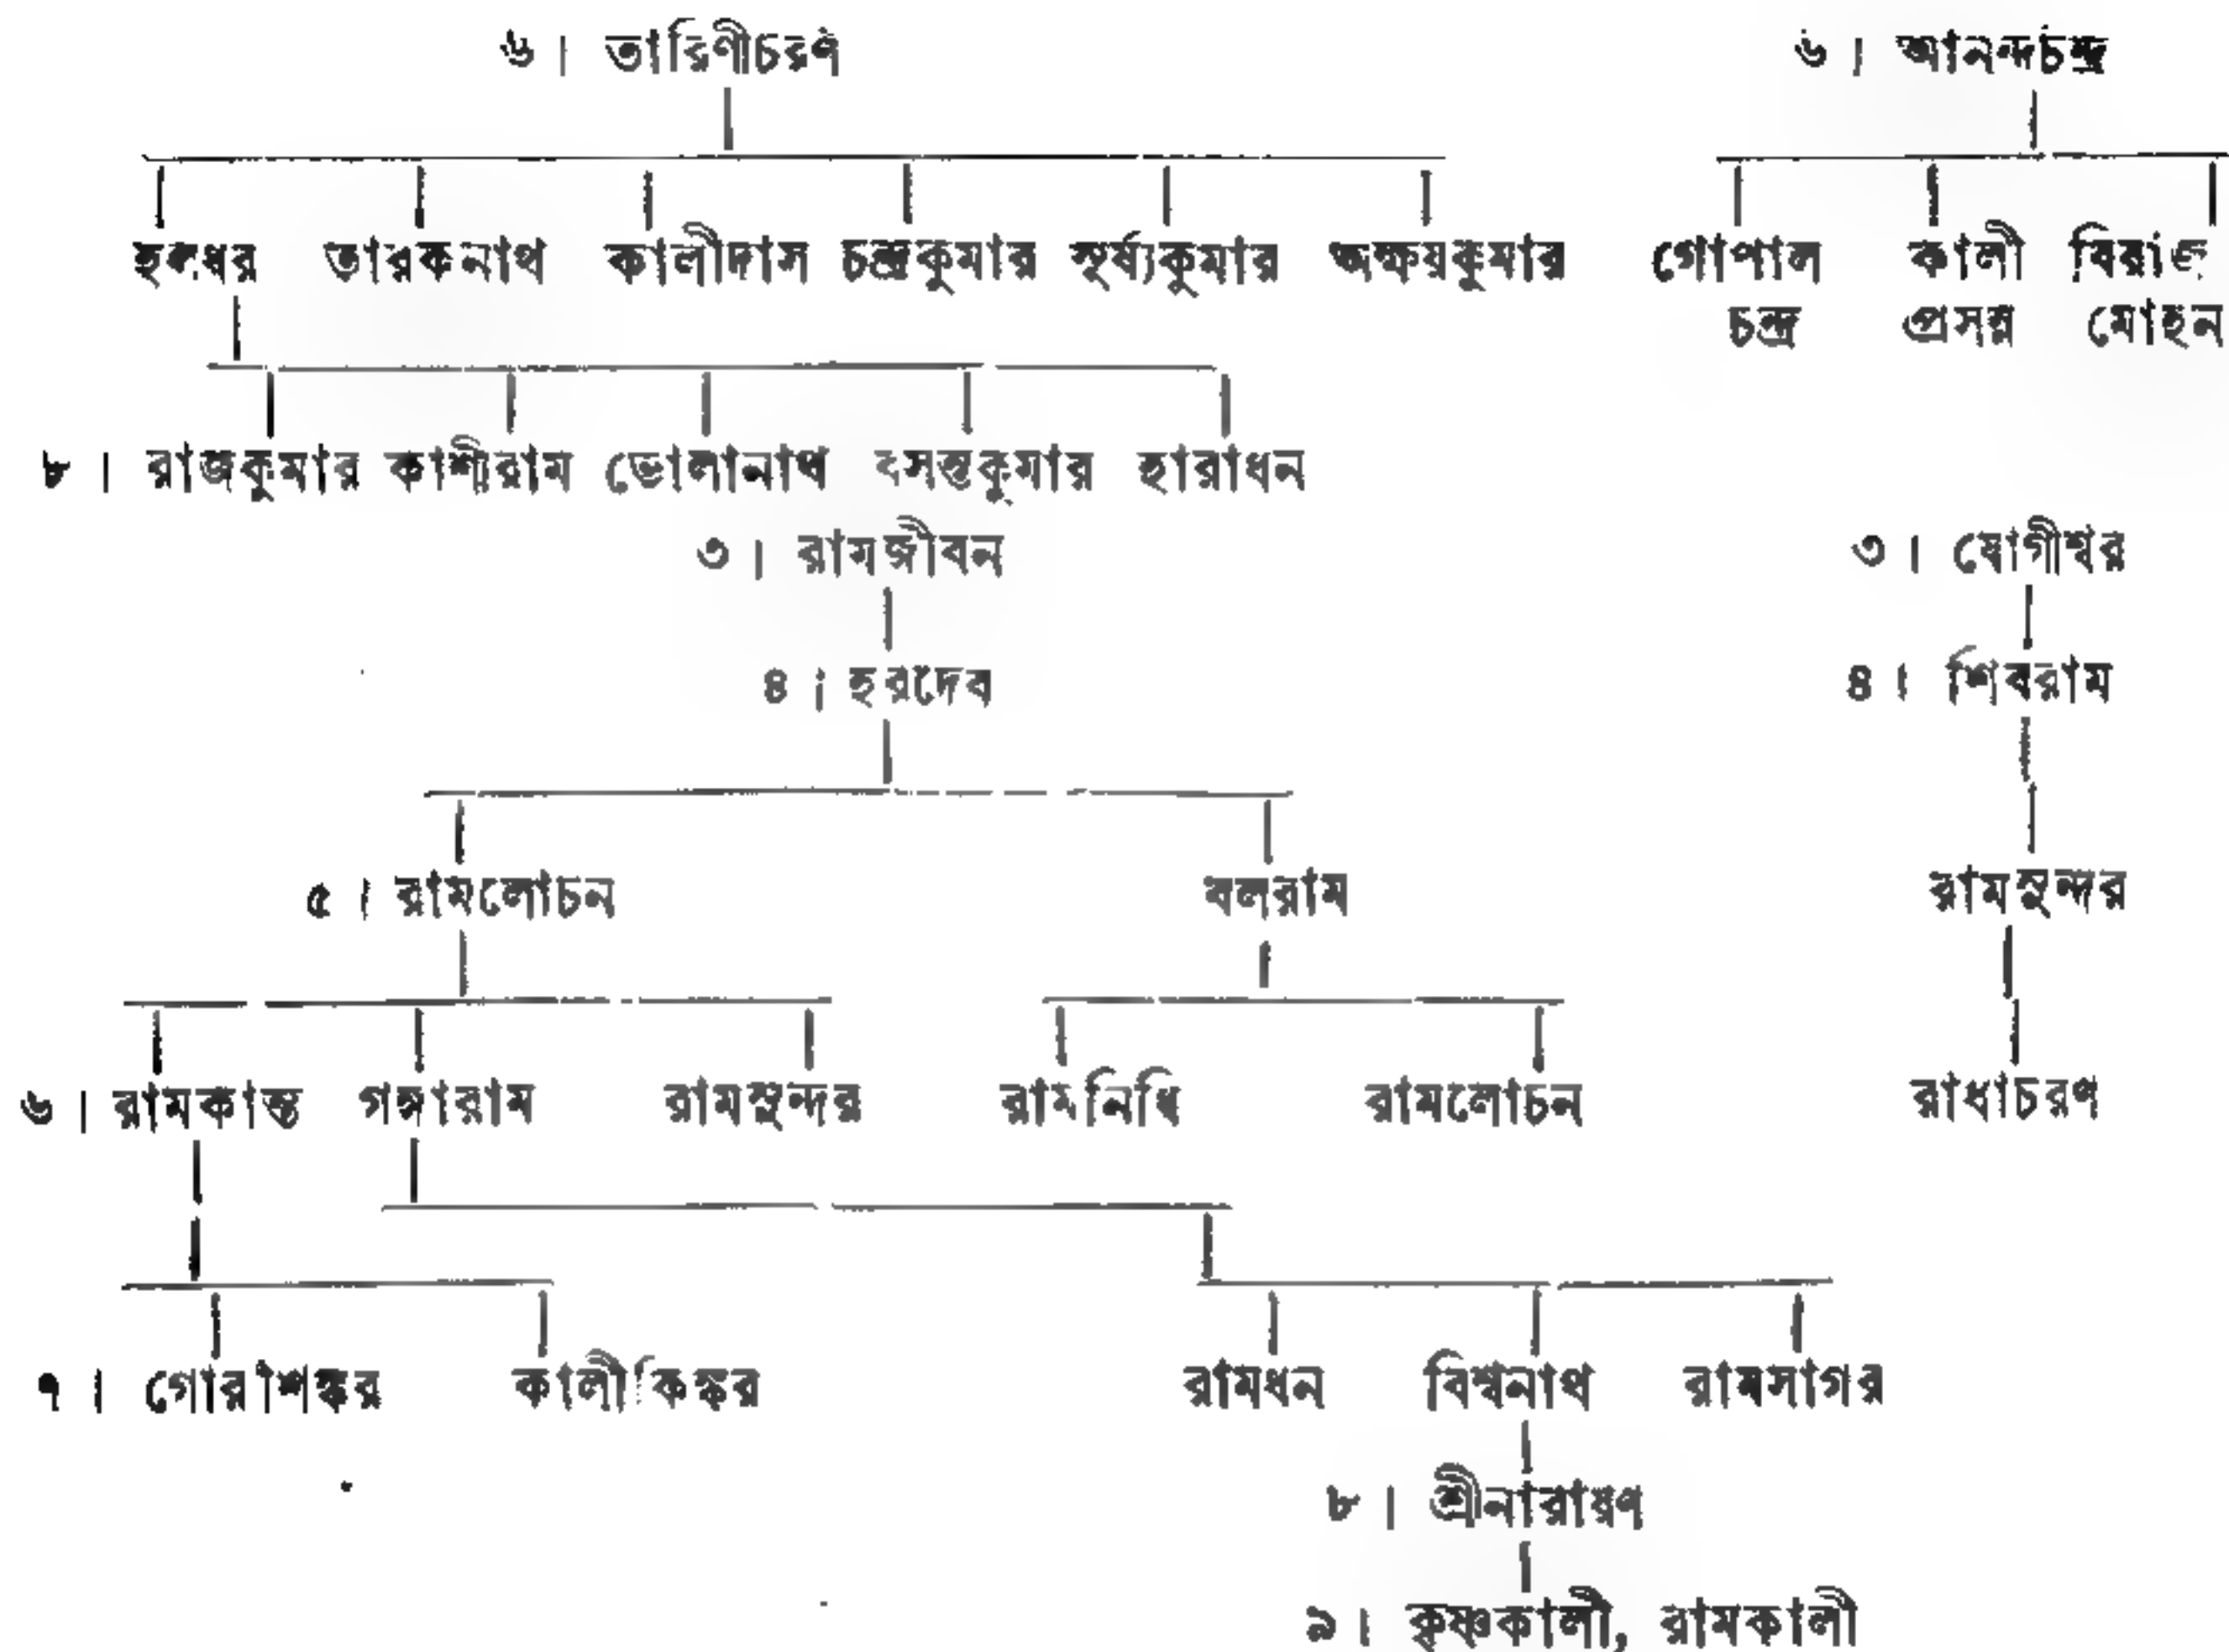 ৬। তারিণীচরণ ৬। আনন্দচন্দ্র
হলধর তারকনাথ কালীদাস চন্দ্রকুমার সূর্য্যকুমার অক্ষয়কুমার গোপাল কালী বিরাজ
চন্দ্র প্রসন্ন মোহন
৮। রাজকুমার কাশীরাম ভোলানাথ বসন্তকুমার হারাধন
৩। রামজীবন ৩। যোগীশ্বর
৪। হরদেব ৪। শিবরাম
৫। রামলোচন বলরাম রামসুন্দর
৬। রামকান্ত গঙ্গারাম রামসুন্দর রামনিধি রামলোচন রাধাচরণ
৭। গোরীশঙ্কর কালীকিঙ্কর রামধন বিশ্বনাথ রামসাগর
৮। শ্রীনারায়ণ
৯। কৃষ্ণকালী, রামকালী